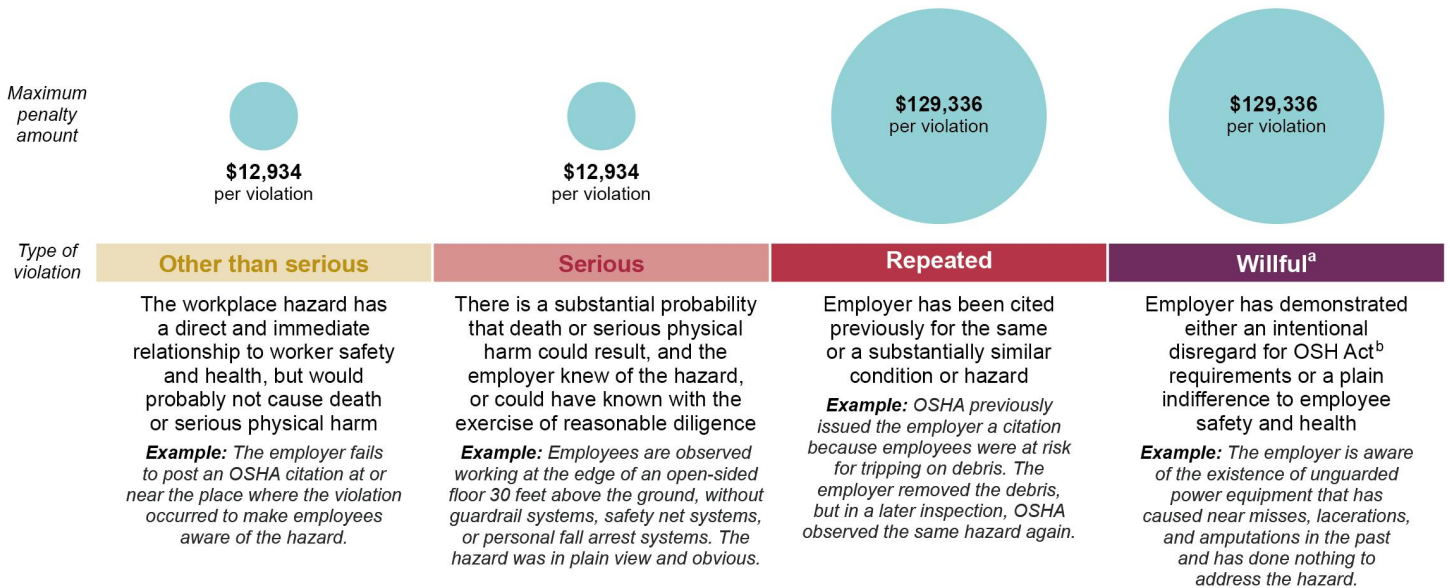 Maximum
penalty
amount
$12,934
per violation
$12,934
per violation
$129,336
per violation
$129,336
per violation
Type of
violation
Other than serious
Serious
Repeated
Willfulᵃ
The workplace hazard has
a direct and immediate
relationship to worker safety
and health, but would
probably not cause death
or serious physical harm
Example: The employer fails
to post an OSHA citation at or
near the place where the violation
occurred to make employees
aware of the hazard.
There is a substantial probability
that death or serious physical
harm could result, and the
employer knew of the hazard,
or could have known with the
exercise of reasonable diligence
Example: Employees are observed
working at the edge of an open-sided
floor 30 feet above the ground, without
guardrail systems, safety net systems,
or personal fall arrest systems. The
hazard was in plain view and obvious.
Employer has been cited
previously for the same
or a substantially similar
condition or hazard
Example: OSHA previously
issued the employer a citation
because employees were at risk
for tripping on debris. The
employer removed the debris,
but in a later inspection, OSHA
observed the same hazard again.
Employer has demonstrated
either an intentional
disregard for OSH Actᵇ
requirements or a plain
indifference to employee
safety and health
Example: The employer is aware
of the existence of unguarded
power equipment that has
caused near misses, lacerations,
and amputations in the past
and has done nothing to
address the hazard.